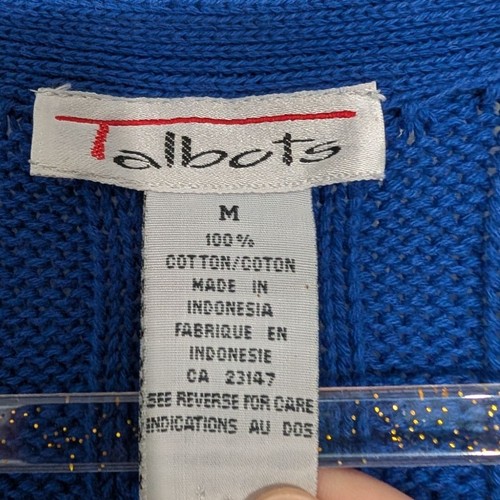 Talbots
M
100%
COTTON/COTON
MADE IN
INDONESIA
FABRIQUE EN
INDONESIE
CA 23147
SEE REVERSE FOR CARE
INDICATIONS AU DOS